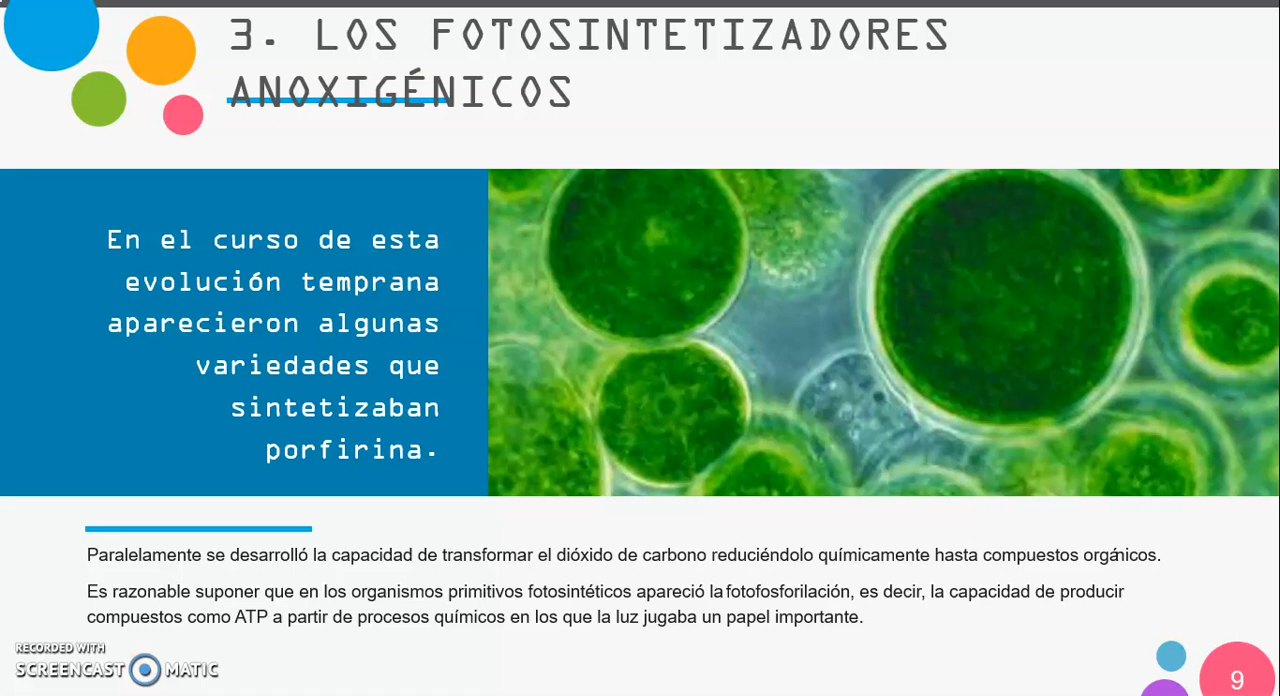 3. LOS FOTOSINTETIZADORES
ANOXIGÉNICOS
En el curso de esta
evolución temprana
aparecieron algunas
variedades que
sintetizaban
porfirina.
Paralelamente se desarrolló la capacidad de transformar el dióxido de carbono reduciéndolo químicamente hasta compuestos orgánicos.
Es razonable suponer que en los organismos primitivos fotosintéticos apareció la fotofosforilación, es decir, la capacidad de producir
compuestos como ATP a partir de procesos químicos en los que la luz jugaba un papel importante.
RECORDED WITH
SCREENCAST MATIC
9